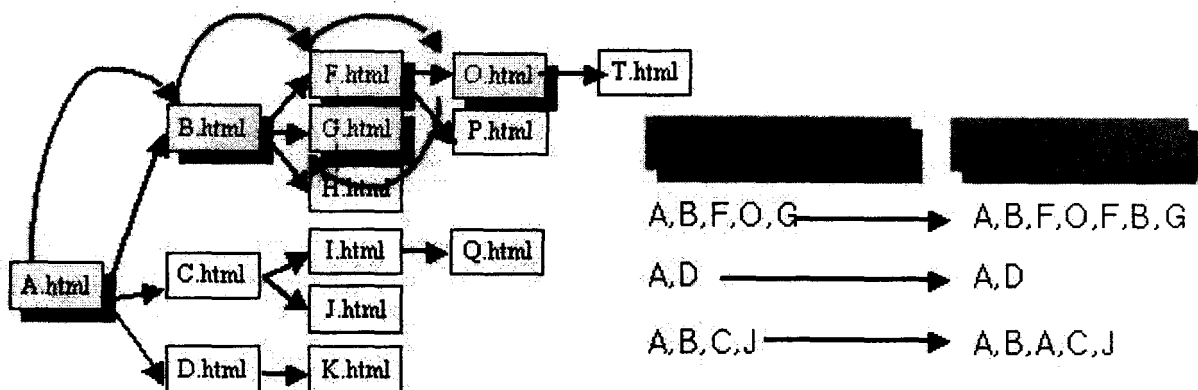 F.html
O.html
T.html
B.html
G.html
P.html
H.html
A.html
C.html
I.html
Q.html
J.html
D.html
K.html
A,B,F,O,G
A,B,F,O,F,B,G
A,D
A,D
A,B,C,J
A,B,A,C,J